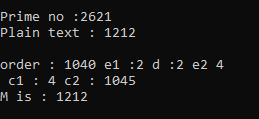 Prime no :2621
Plain text : 1212
order : 1040 e1 :2 d :2 e2 4
c1 : 4 c2 : 1045
M is : 1212